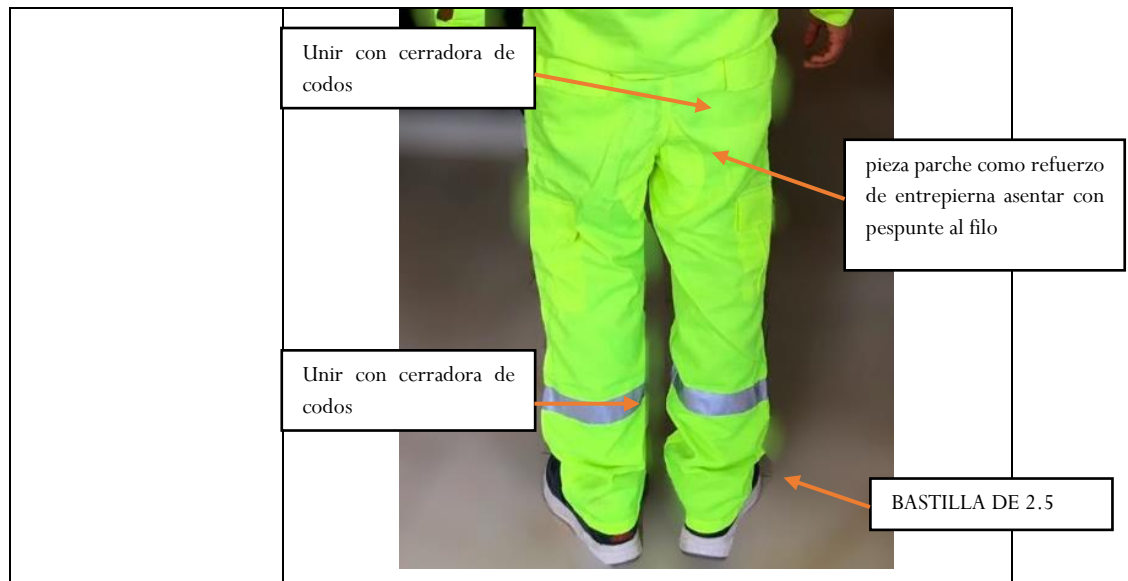 Unir con cerradora de
codos
pieza parche como refuerzo
de entrepierna asentar con
pespunte al filo
Unir con cerradora de
codos
BASTILLA DE 2.5